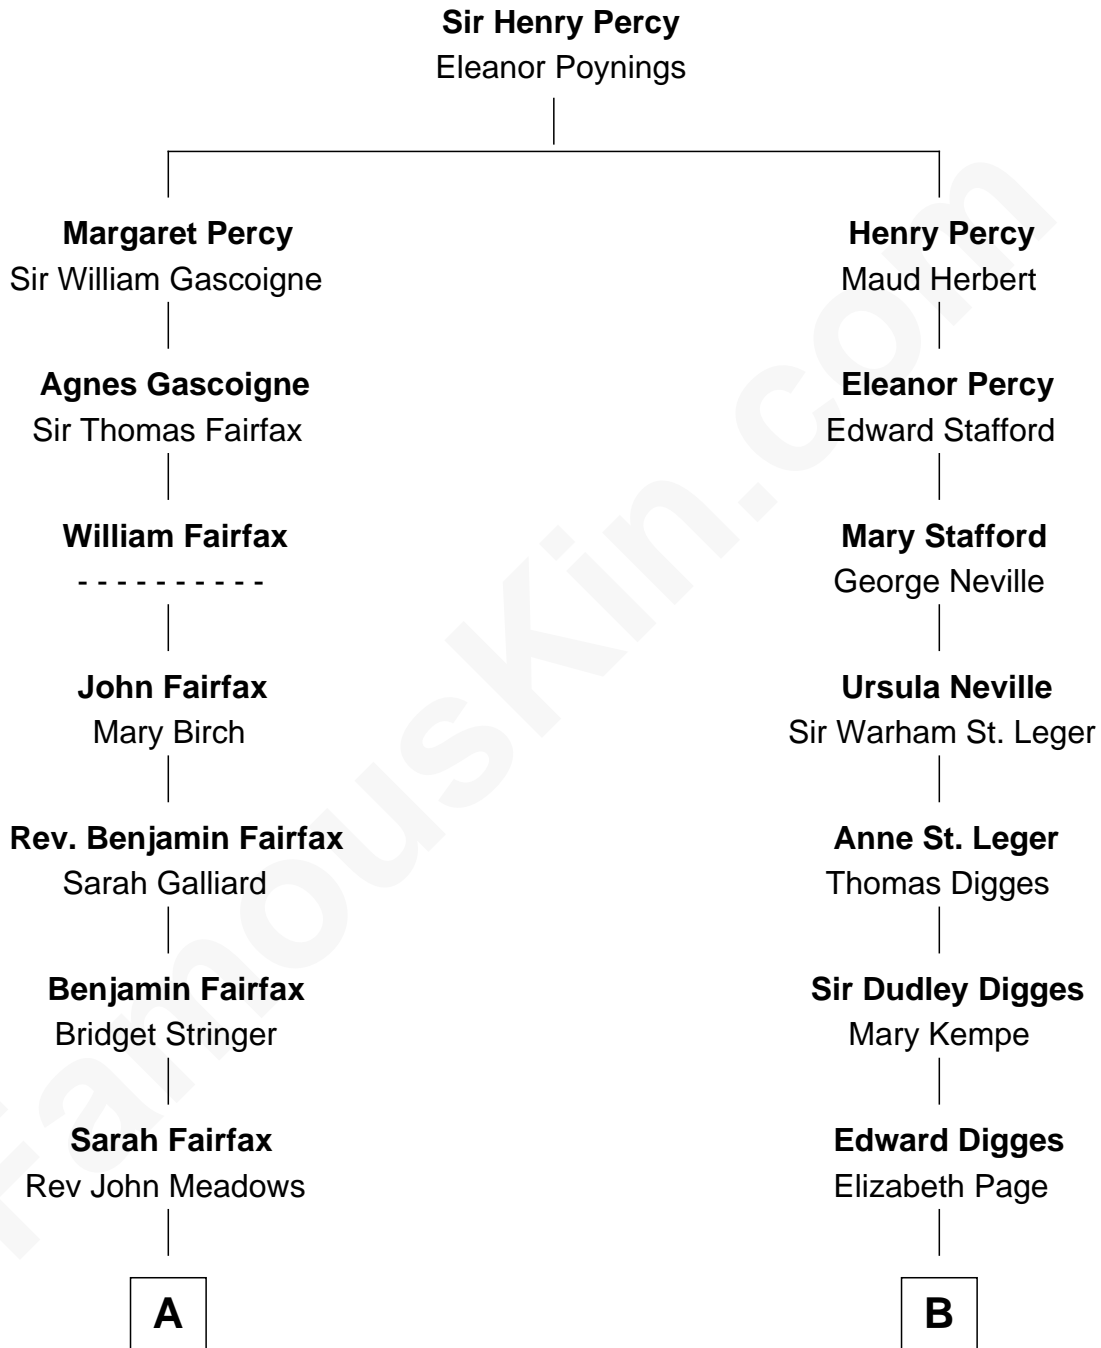 Sir Henry Percy
Eleanor Poynings
Margaret Percy
Sir William Gascoigne
Henry Percy
Maud Herbert
Agnes Gascoigne
Sir Thomas Fairfax
Eleanor Percy
Edward Stafford
William Fairfax
- - - - - - - - - -
Mary Stafford
George Neville
John Fairfax
Mary Birch
Ursula Neville
Sir Warham St. Leger
Rev. Benjamin Fairfax
Sarah Galliard
Anne St. Leger
Thomas Digges
Benjamin Fairfax
Bridget Stringer
Sir Dudley Digges
Mary Kempe
Sarah Fairfax
Rev John Meadows
Edward Digges
Elizabeth Page
A
B
FamousKin.com